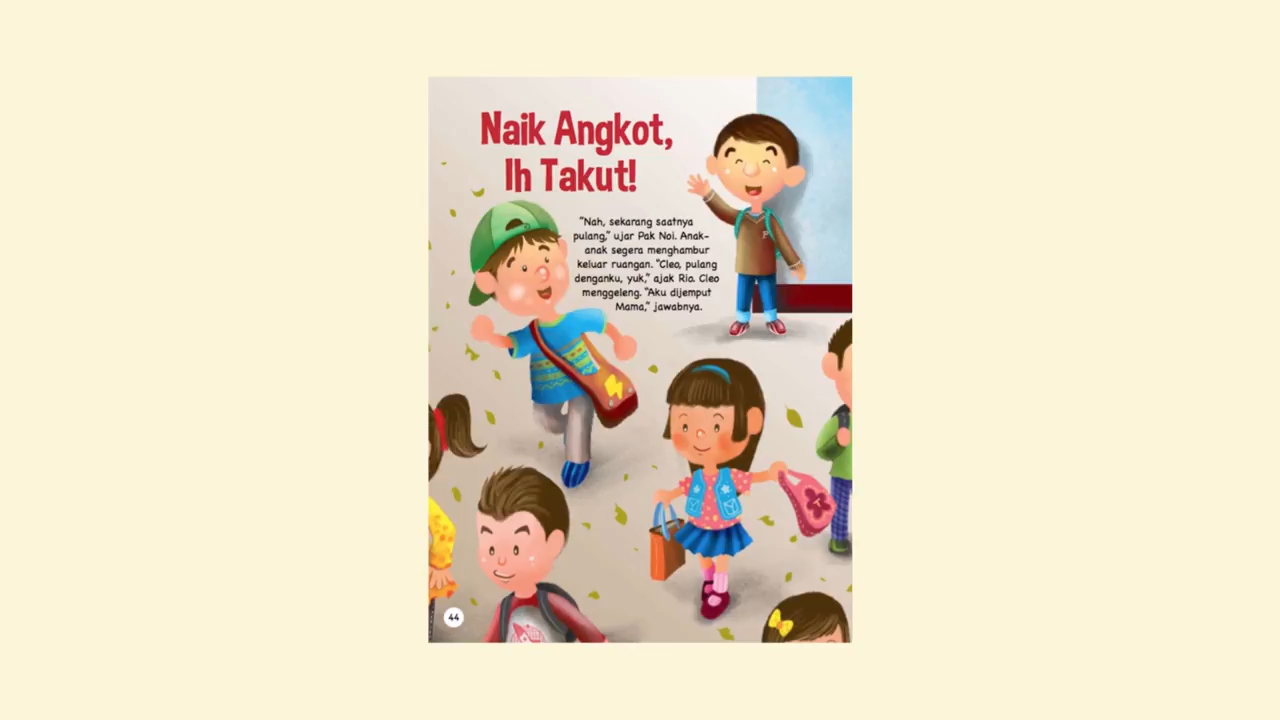 Naik Angkot,
Ih Takut!
"Nah, sekarang saatnya
pulang," ujar Pak Noi. Anak-
anak segera menghambur
keluar ruangan. "Cleo, pulang
denganku, yuk," ajak Rio. Cleo
menggeleng. "Aku dijemput
Mama," jawabnya.
44